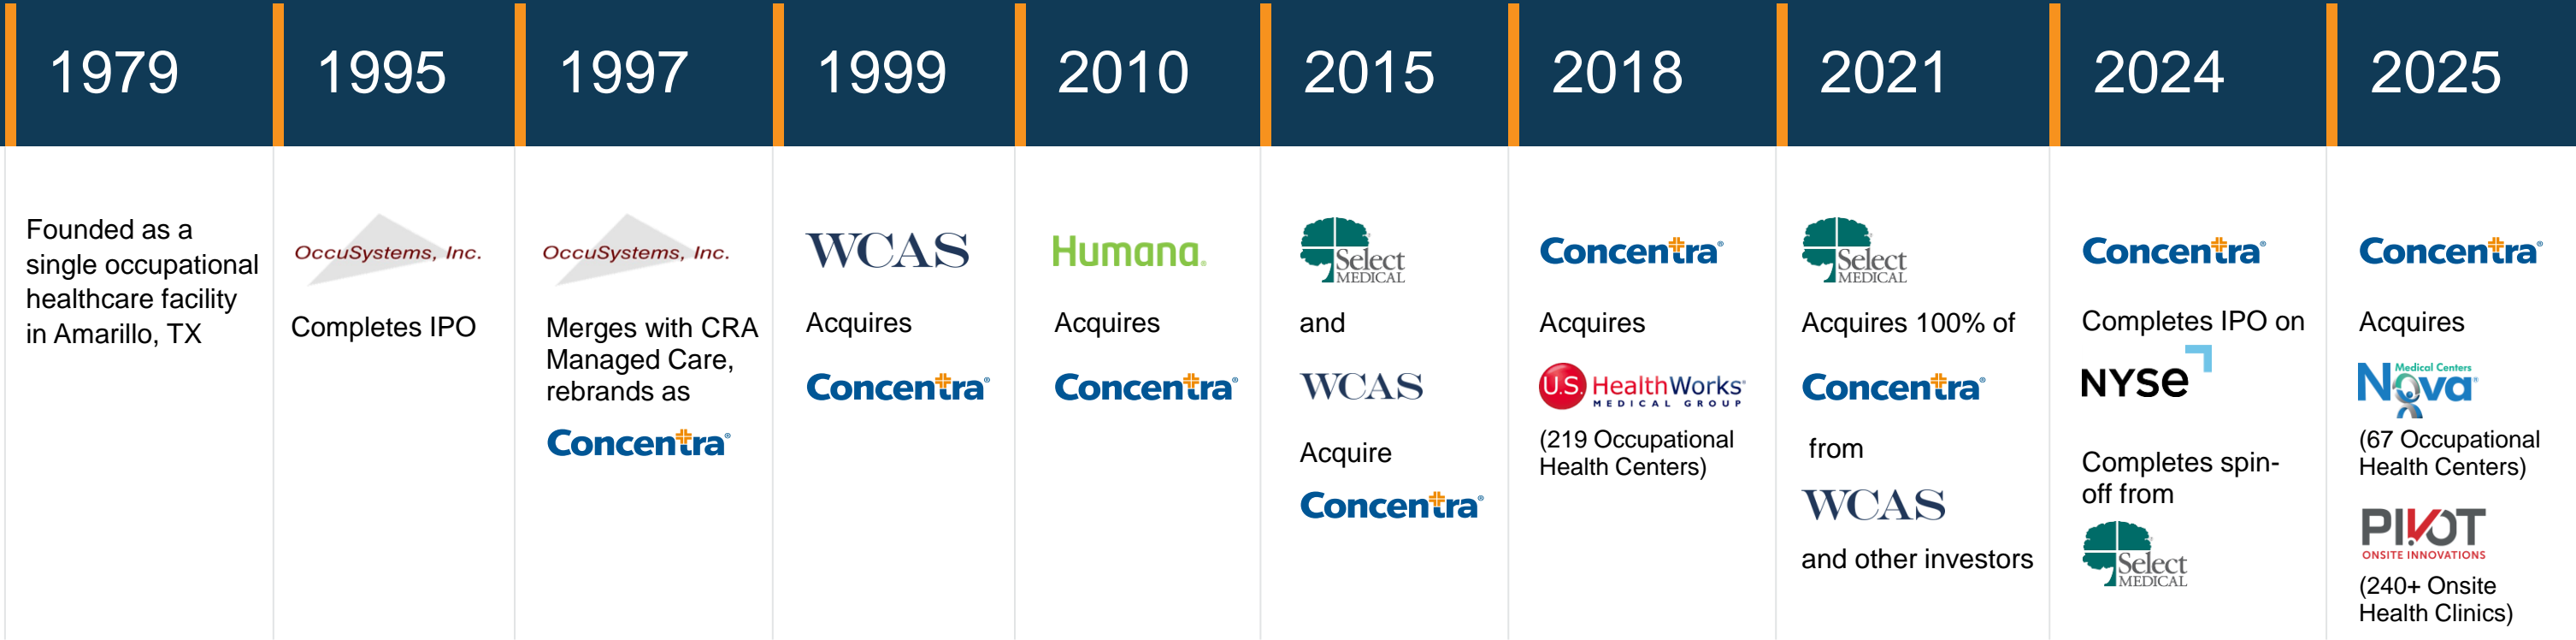 1979
Founded as a
single occupational
healthcare facility
in Amarillo, TX
1995
OccuSystems, Inc.
Completes IPO
1997
OccuSystems, Inc.
Merges with CRA
Managed Care,
rebrands as
Concentra®
1999
WCAS
Acquires
Concentra®
2010
Humana®
Acquires
Concentra®
2015
Select
MEDICAL
and
WCAS
Acquire
Concentra®
2018
Concentra®
Acquires
U.S. HealthWorks®
MEDICAL GROUP
(219 Occupational
Health Centers)
2021
Select
MEDICAL
Acquires 100% of
Concentra®
from
WCAS
and other investors
2024
Concentra®
Completes IPO on
NYSE
Completes spin-
off from
Select
MEDICAL
2025
Concentra®
Acquires
Medical Centers
Nova®
(67 Occupational
Health Centers)
PIVOT
ONSITE INNOVATIONS
(240+ Onsite
Health Clinics)